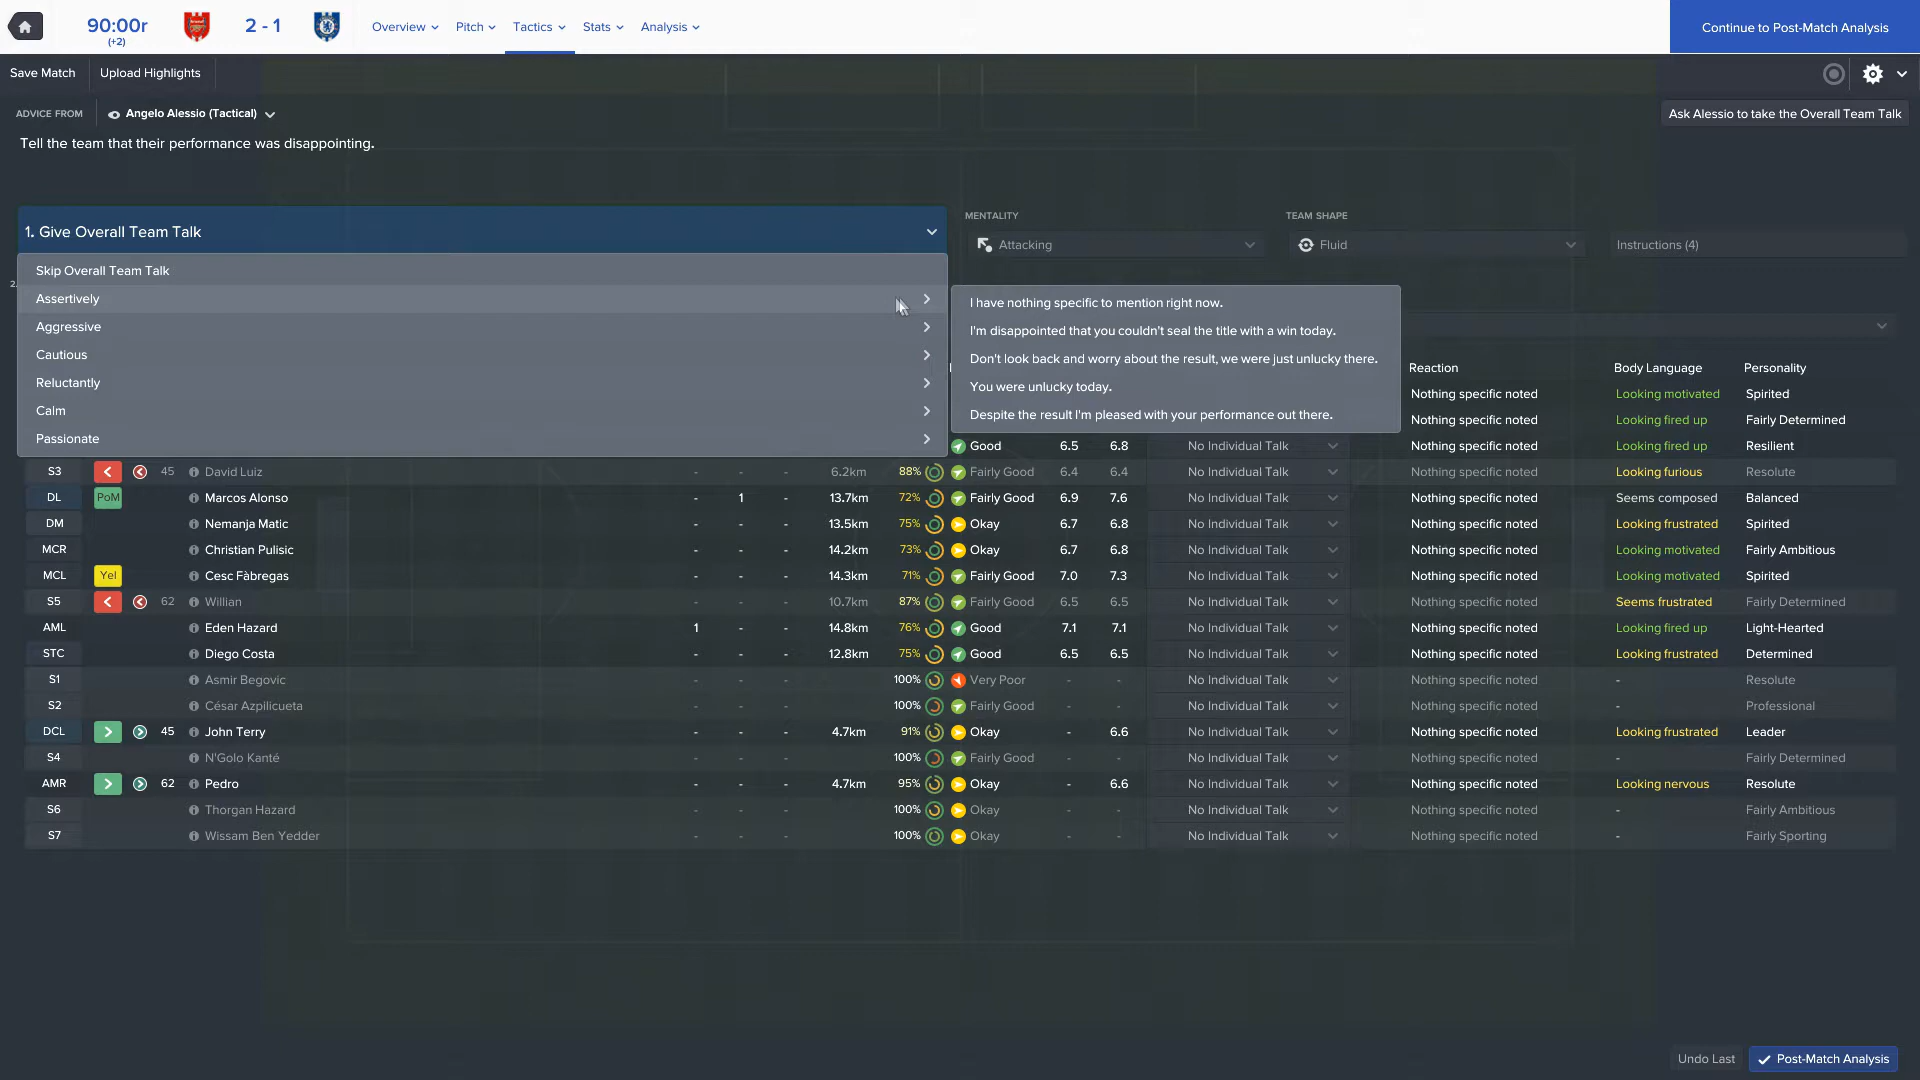 90:00r
(+2)
2 - 1
Overview
Pitch
Tactics
Stats
Analysis
Continue to Post-Match Analysis
Save Match
Upload Highlights
ADVICE FROM
Angelo Alessio (Tactical)
Ask Alessio to take the Overall Team Talk
Tell the team that their performance was disappointing.
1. Give Overall Team Talk
MENTALITY
Attacking
TEAM SHAPE
Fluid
Instructions (4)
Skip Overall Team Talk
2.
Assertively
Aggressive
Cautious
Reluctantly
Calm
Passionate
I have nothing specific to mention right now.
I'm disappointed that you couldn't seal the title with a win today.
Don't look back and worry about the result, we were just unlucky there.
You were unlucky today.
Despite the result I'm pleased with your performance out there.
Reaction Body Language Personality
Nothing specific noted Looking motivated Spirited
Nothing specific noted Looking fired up Fairly Determined
Good 6.5 6.8 No Individual Talk Nothing specific noted Looking fired up Resilient
S3 45 David Luiz - - - 6.2km 88% Fairly Good 6.4 6.4 No Individual Talk Nothing specific noted Looking furious Resolute
DL PoM Marcos Alonso - 1 - 13.7km 72% Fairly Good 6.9 7.6 No Individual Talk Nothing specific noted Seems composed Balanced
DM Nemanja Matic - - - 13.5km 75% Okay 6.7 6.8 No Individual Talk Nothing specific noted Looking frustrated Spirited
MCR Christian Pulisic - - - 14.2km 73% Okay 6.7 6.8 No Individual Talk Nothing specific noted Looking motivated Fairly Ambitious
MCL Yel Cesc Fàbregas - - - 14.3km 71% Fairly Good 7.0 7.3 No Individual Talk Nothing specific noted Looking motivated Spirited
S5 62 Willian - - - 10.7km 87% Fairly Good 6.5 6.5 No Individual Talk Nothing specific noted Seems frustrated Fairly Determined
AML Eden Hazard 1 - - 14.8km 76% Good 7.1 7.1 No Individual Talk Nothing specific noted Looking fired up Light-Hearted
STC Diego Costa - - - 12.8km 75% Good 6.5 6.5 No Individual Talk Nothing specific noted Looking frustrated Determined
S1 Asmir Begovic - - - 100% Very Poor - - No Individual Talk Nothing specific noted - Resolute
S2 César Azpilicueta - - - 100% Fairly Good - - No Individual Talk Nothing specific noted - Professional
DCL 45 John Terry - - - 4.7km 91% Okay - 6.6 No Individual Talk Nothing specific noted Looking frustrated Leader
S4 N'Golo Kanté - - - 100% Fairly Good - - No Individual Talk Nothing specific noted - Fairly Determined
AMR 62 Pedro - - - 4.7km 95% Okay - 6.6 No Individual Talk Nothing specific noted Looking nervous Resolute
S6 Thorgan Hazard - - - 100% Okay - - No Individual Talk Nothing specific noted - Fairly Ambitious
S7 Wissam Ben Yedder - - - 100% Okay - - No Individual Talk Nothing specific noted - Fairly Sporting
Undo Last
Post-Match Analysis